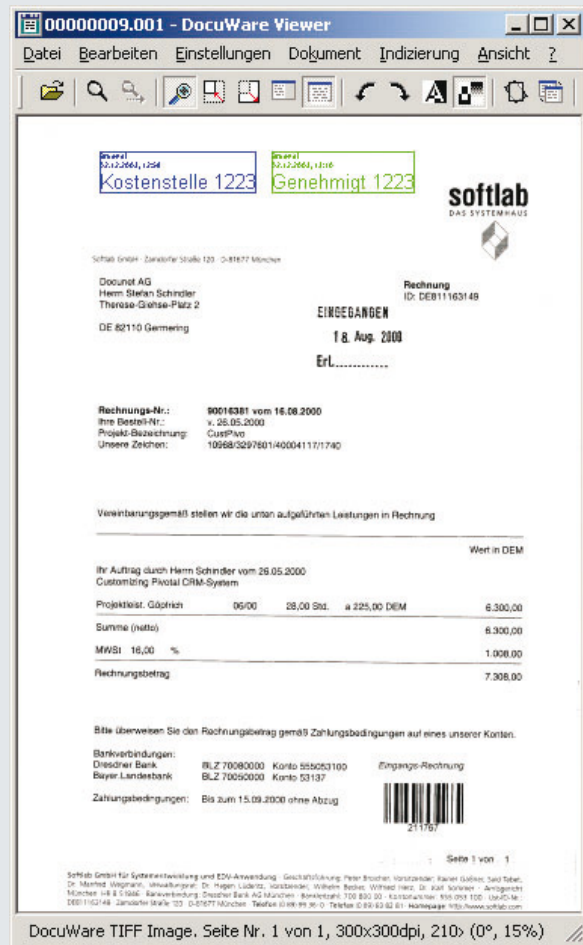 00000009.001 - DocuWare Viewer
Datei Bearbeiten Einstellungen Dokument Indizierung Ansicht ?
Kostenstelle 1223
Genehmigt 1223
softlab
DAS SYSTEMHAUS
Softlab GmbH · Zamdorfer Straße 120 · D-81677 München
Docunet AG
Herrn Stefan Schindler
Therese-Giehse-Platz 2
DE 82110 Germering
Rechnung
ID: DE811163149
EINGEGANGEN
18. Aug. 2000
Erl.............
Rechnungs-Nr.: 90016381 vom 16.08.2000
Ihre Bestell-Nr.: v. 26.05.2000
Projekt-Bezeichnung: CustPivo
Unsere Zeichen: 10968/3297601/40004117/1740
Vereinbarungsgemäß stellen wir die unten aufgeführten Leistungen in Rechnung
Wert in DEM
Ihr Auftrag durch Herrn Schindler vom 26.05.2000
Customizing Pivotal CRM-System
Projektleist. Göpfrich 06/00 28,00 Std. a 225,00 DEM 6.300,00
Summe (netto) 6.300,00
MWSt 16,00 % 1.008,00
Rechnungsbetrag 7.308,00
Bitte überweisen Sie den Rechnungsbetrag gemäß Zahlungsbedingungen auf eines unserer Konten.
Bankverbindungen:
Dresdner Bank BLZ 70080000 Konto 555053100
Bayer.Landesbank BLZ 70050000 Konto 53137
Eingangs-Rechnung
Zahlungsbedingungen: Bis zum 15.09.2000 ohne Abzug
211767
Seite 1 von 1
Softlab GmbH für Systementwicklung und EDV-Anwendung
DocuWare TIFF Image. Seite Nr. 1 von 1, 300x300dpi, 210> (0°, 15%)